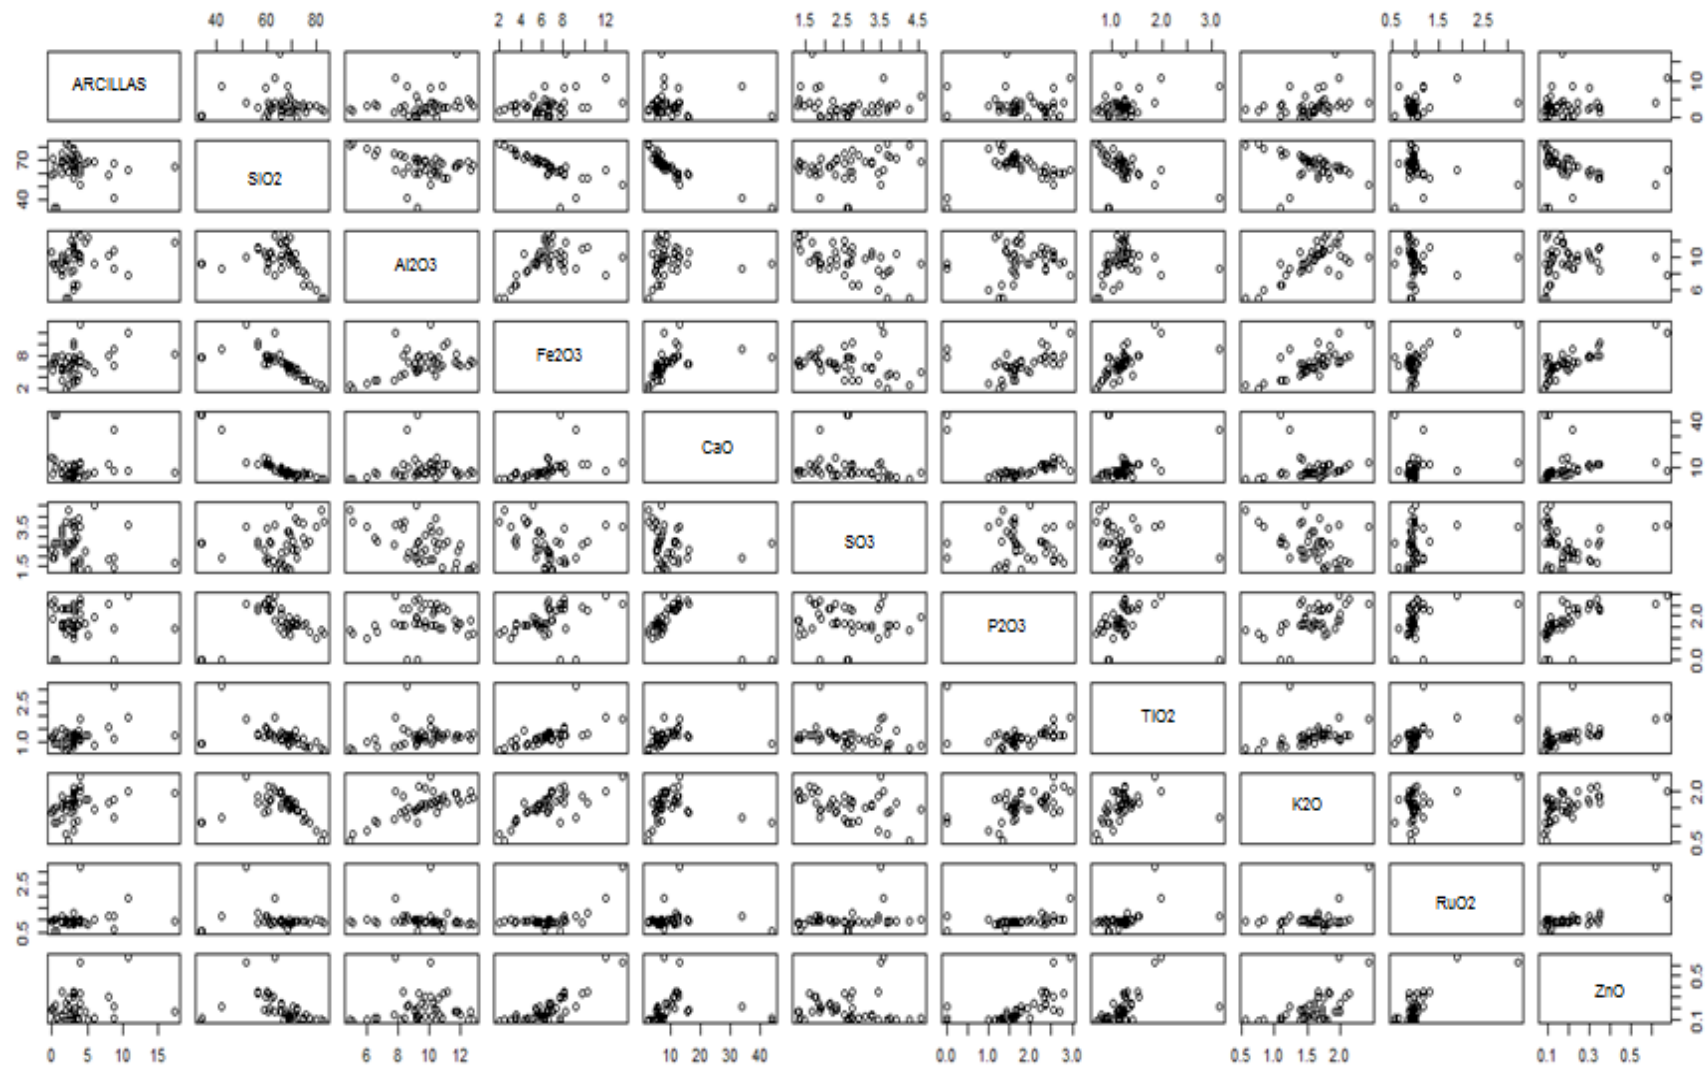 40 60 80
2 4 6 8 12
1.5 2.5 3.5 4.5
1.0 2.0 3.0
0.5 1.5 2.5
ARCILLAS
0 10
40 70
SIO2
Al2O3
6 10
2 8
Fe2O3
CaO
10 40
1.5 3.5
SO3
P2O3
0.0 2.0
1.0 2.5
TIO2
K2O
0.5 2.0
0.5 2.5
RuO2
ZnO
0.1 0.5
0 5 10 15
6 8 10 12
10 20 30 40
0.0 1.0 2.0 3.0
0.5 1.0 1.5 2.0
0.1 0.3 0.5